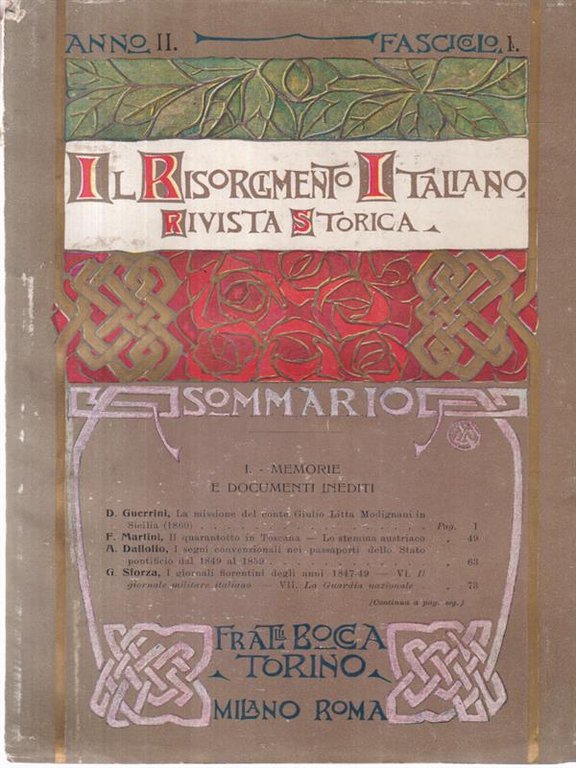 ANNO II. FASCICOLO I.
IL RISORGIMENTO ITALIANO
RIVISTA STORICA
SOMMARIO
I. - MEMORIE
E DOCUMENTI INEDITI
D. Guerrini, La missione del conte Giulio Litta Modignani in
Sicilia (1860) . . . . . . . . . . . . . . . . Pag. 1
F. Martini, Il quarantotto in Toscana — Lo stemma austriaco „ 49
A. Dallolio, I segni convenzionali nei passaporti dello Stato
pontificio dal 1849 al 1859 . . . . . . . . . . . . „ 63
G. Sforza, I giornali fiorentini degli anni 1847-49 — VI. Il
giornale militare italiano — VII. La Guardia nazionale . „ 73
(Continua a pag. seg.)
FRATELLI BOCCA
TORINO
MILANO ROMA